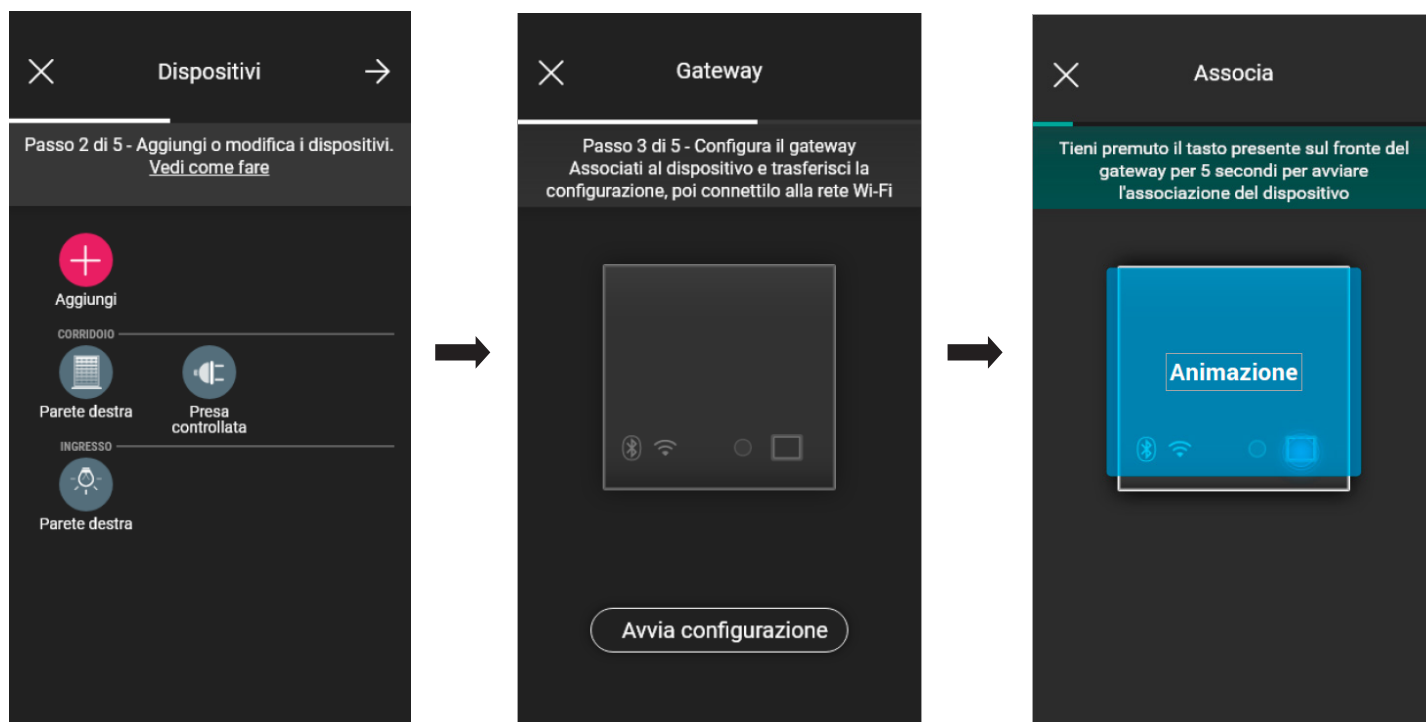 Dispositivi
Passo 2 di 5 - Aggiungi o modifica i dispositivi.
Vedi come fare
Aggiungi
CORRIDOIO
Parete destra
Presa
controllata
INGRESSO
Parete destra
Gateway
Passo 3 di 5 - Configura il gateway
Associati al dispositivo e trasferisci la
configurazione, poi connettilo alla rete Wi-Fi
Avvia configurazione
Associa
Tieni premuto il tasto presente sul fronte del
gateway per 5 secondi per avviare
l'associazione del dispositivo
Animazione